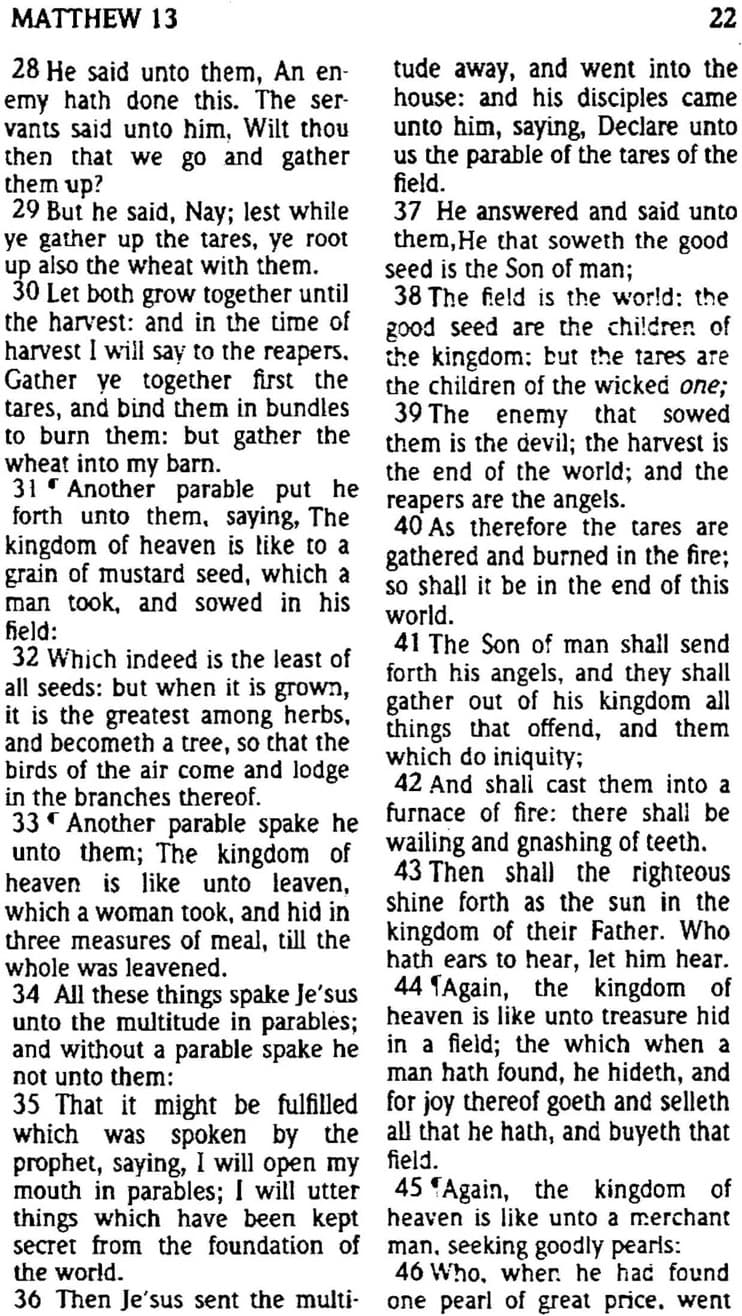 MATTHEW 13
22
28 He said unto them, An en-
emy hath done this. The ser-
vants said unto him, Wilt thou
then that we go and gather
them up?
29 But he said, Nay; lest while
ye gather up the tares, ye root
up also the wheat with them.
30 Let both grow together until
the harvest: and in the time of
harvest I will say to the reapers,
Gather ye together first the
tares, and bind them in bundles
to burn them: but gather the
wheat into my barn.
31 ¶ Another parable put he
forth unto them, saying, The
kingdom of heaven is like to a
grain of mustard seed, which a
man took, and sowed in his
field:
32 Which indeed is the least of
all seeds: but when it is grown,
it is the greatest among herbs,
and becometh a tree, so that the
birds of the air come and lodge
in the branches thereof.
33 ¶ Another parable spake he
unto them; The kingdom of
heaven is like unto leaven,
which a woman took, and hid in
three measures of meal, till the
whole was leavened.
34 All these things spake Je'sus
unto the multitude in parables;
and without a parable spake he
not unto them:
35 That it might be fulfilled
which was spoken by the
prophet, saying, I will open my
mouth in parables; I will utter
things which have been kept
secret from the foundation of
the world.
36 Then Je'sus sent the multi-
tude away, and went into the
house: and his disciples came
unto him, saying, Declare unto
us the parable of the tares of the
field.
37 He answered and said unto
them,He that soweth the good
seed is the Son of man;
38 The field is the world: the
good seed are the children of
the kingdom: but the tares are
the children of the wicked one;
39 The enemy that sowed
them is the devil; the harvest is
the end of the world; and the
reapers are the angels.
40 As therefore the tares are
gathered and burned in the fire;
so shall it be in the end of this
world.
41 The Son of man shall send
forth his angels, and they shall
gather out of his kingdom all
things that offend, and them
which do iniquity;
42 And shall cast them into a
furnace of fire: there shall be
wailing and gnashing of teeth.
43 Then shall the righteous
shine forth as the sun in the
kingdom of their Father. Who
hath ears to hear, let him hear.
44 ¶Again, the kingdom of
heaven is like unto treasure hid
in a field; the which when a
man hath found, he hideth, and
for joy thereof goeth and selleth
all that he hath, and buyeth that
field.
45 ¶Again, the kingdom of
heaven is like unto a merchant
man, seeking goodly pearls:
46 Who, when he had found
one pearl of great price, went